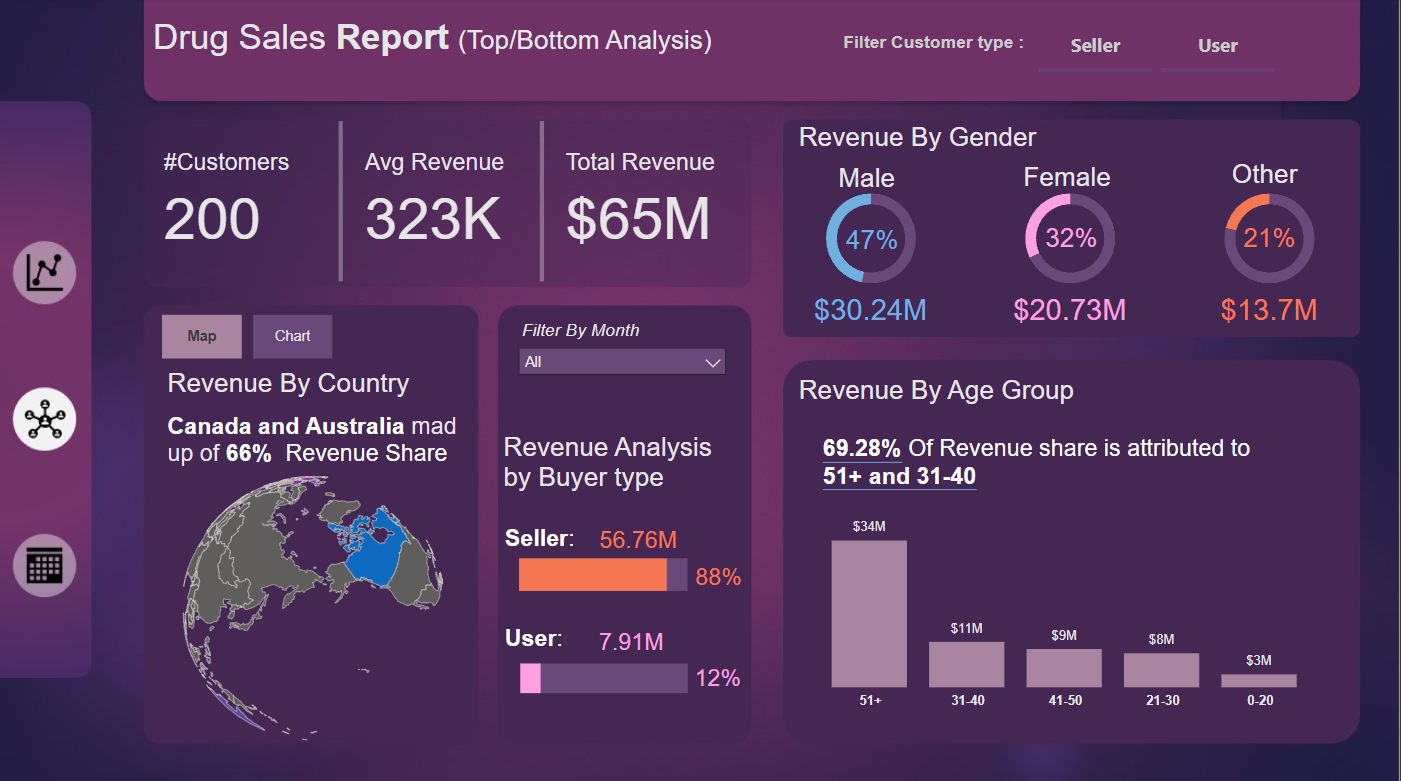 Drug Sales Report (Top/Bottom Analysis)
Filter Customer type :
Seller
User
#Customers
200
Avg Revenue
323K
Total Revenue
$65M
Revenue By Gender
Male
47%
$30.24M
Female
32%
$20.73M
Other
21%
$13.7M
Map
Chart
Revenue By Country
Canada and Australia mad
up of 66% Revenue Share
Filter By Month
All
Revenue Analysis
by Buyer type
Seller: 56.76M
88%
User: 7.91M
12%
Revenue By Age Group
69.28% Of Revenue share is attributed to
51+ and 31-40
$34M
$11M
$9M
$8M
$3M
51+
31-40
41-50
21-30
0-20